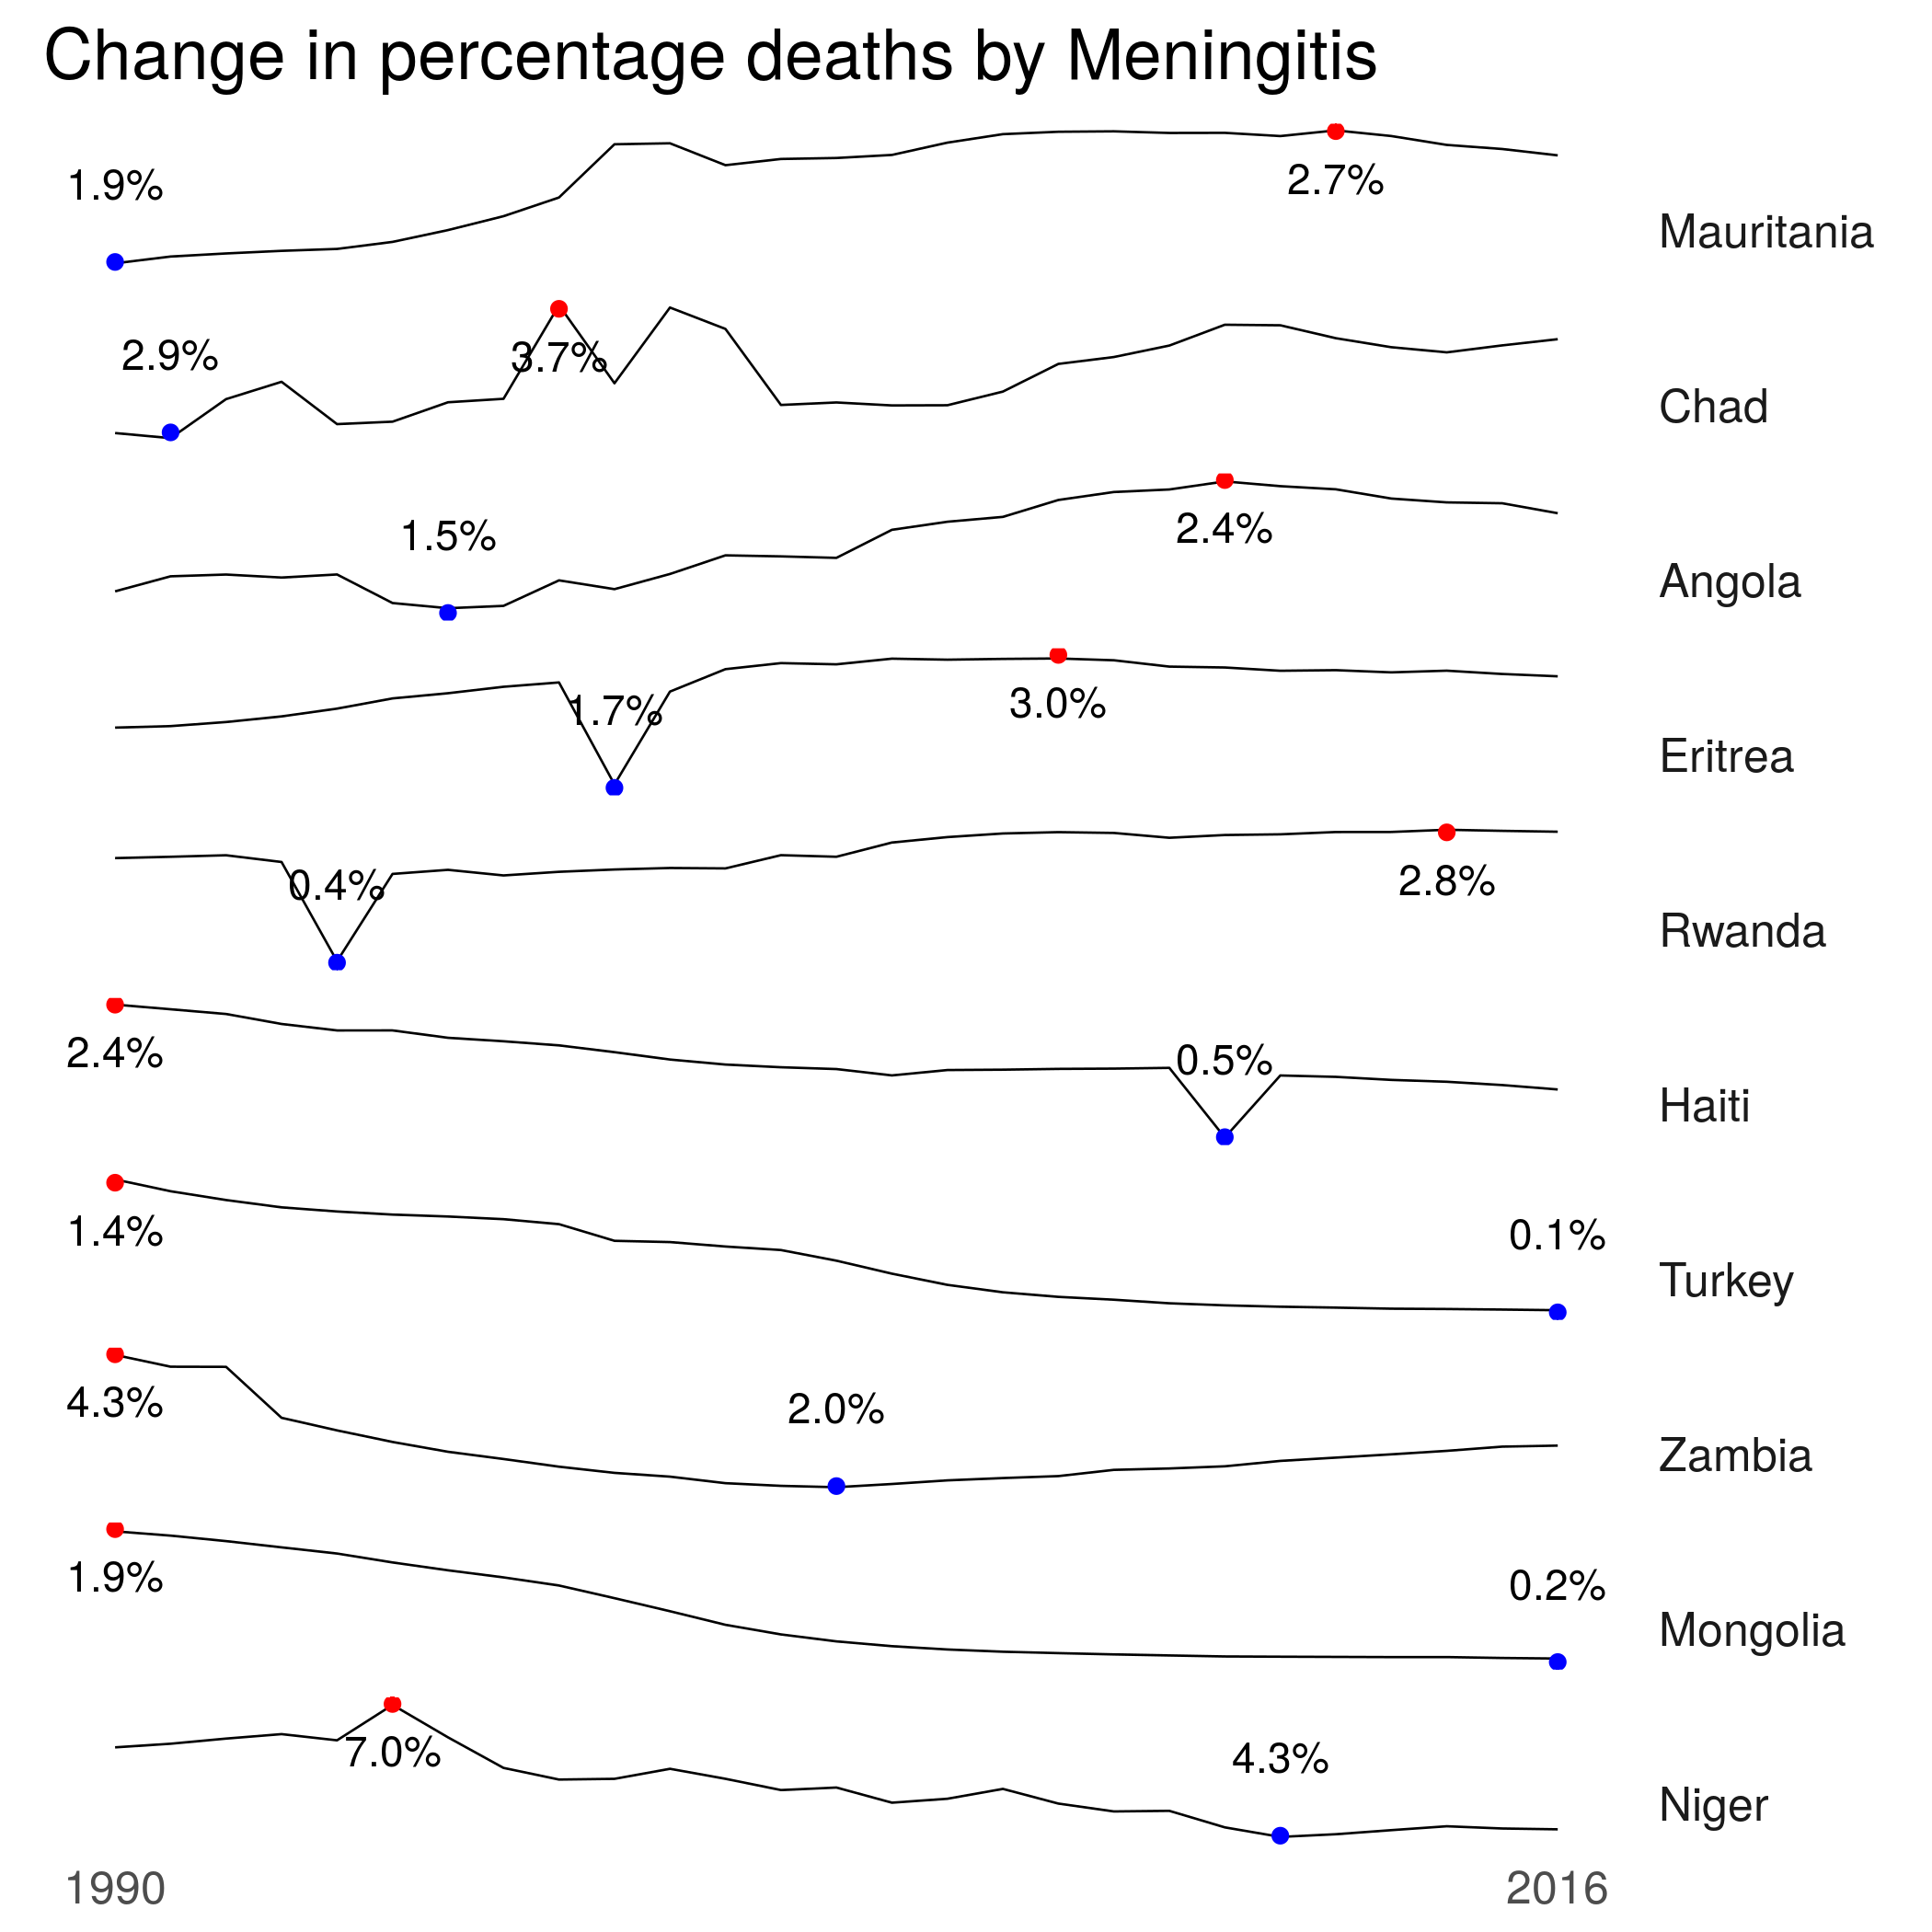 Change in percentage deaths by Meningitis
1.9%
2.7%
Mauritania
2.9%
3.7%
Chad
1.5%
2.4%
Angola
1.7%
3.0%
Eritrea
0.4%
2.8%
Rwanda
2.4%
0.5%
Haiti
1.4%
0.1%
Turkey
4.3%
2.0%
Zambia
1.9%
0.2%
Mongolia
7.0%
4.3%
Niger
1990
2016